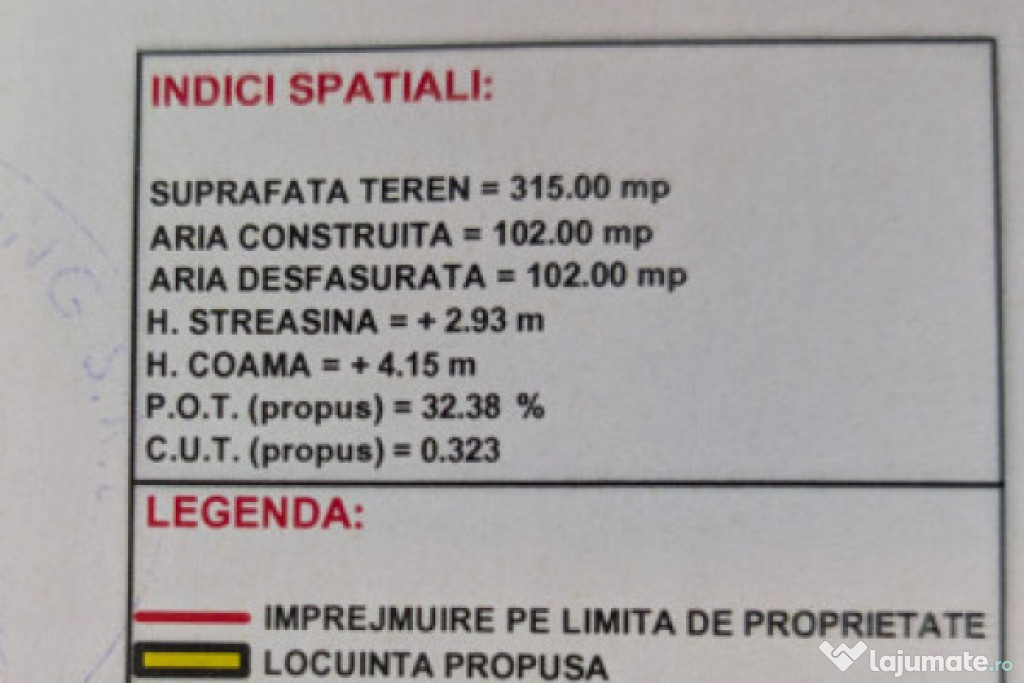 INDICI SPATIALI:
SUPRAFATA TEREN = 315.00 mp
ARIA CONSTRUITA = 102.00 mp
ARIA DESFASURATA = 102.00 mp
H. STREASINA = + 2.93 m
H. COAMA = + 4.15 m
P.O.T. (propus) = 32.38 %
C.U.T. (propus) = 0.323
LEGENDA:
IMPREJMUIRE PE LIMITA DE PROPRIETATE
LOCUINTA PROPUSA
lajumate.ro